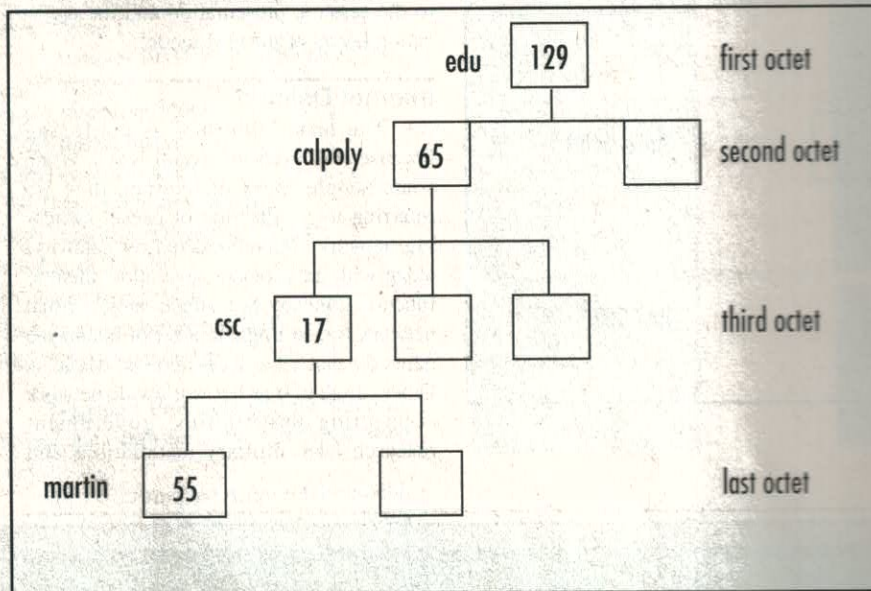 edu 129 first octet
calpoly 65 second octet
csc 17 third octet
martin 55 last octet